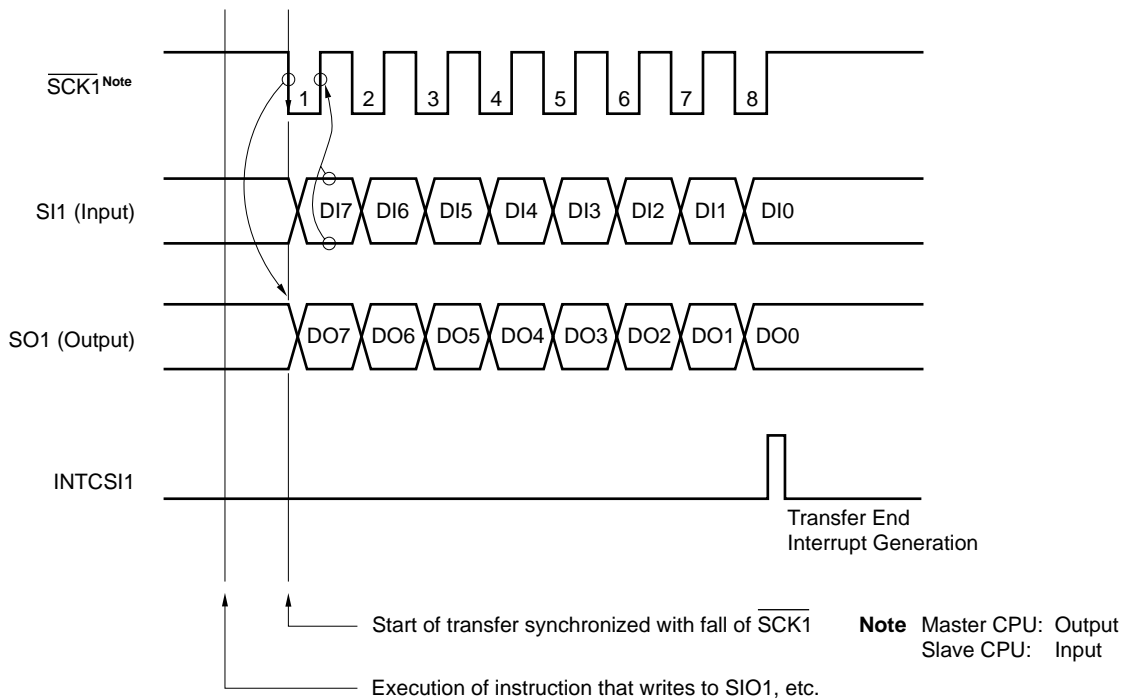 SCK1 Note
1 2 3 4 5 6 7 8
SI1 (Input)
DI7 DI6 DI5 DI4 DI3 DI2 DI1 DI0
SO1 (Output)
DO7 DO6 DO5 DO4 DO3 DO2 DO1 DO0
INTCSI1
Transfer End
Interrupt Generation
Start of transfer synchronized with fall of SCK1
Note Master CPU: Output
Slave CPU: Input
Execution of instruction that writes to SIO1, etc.